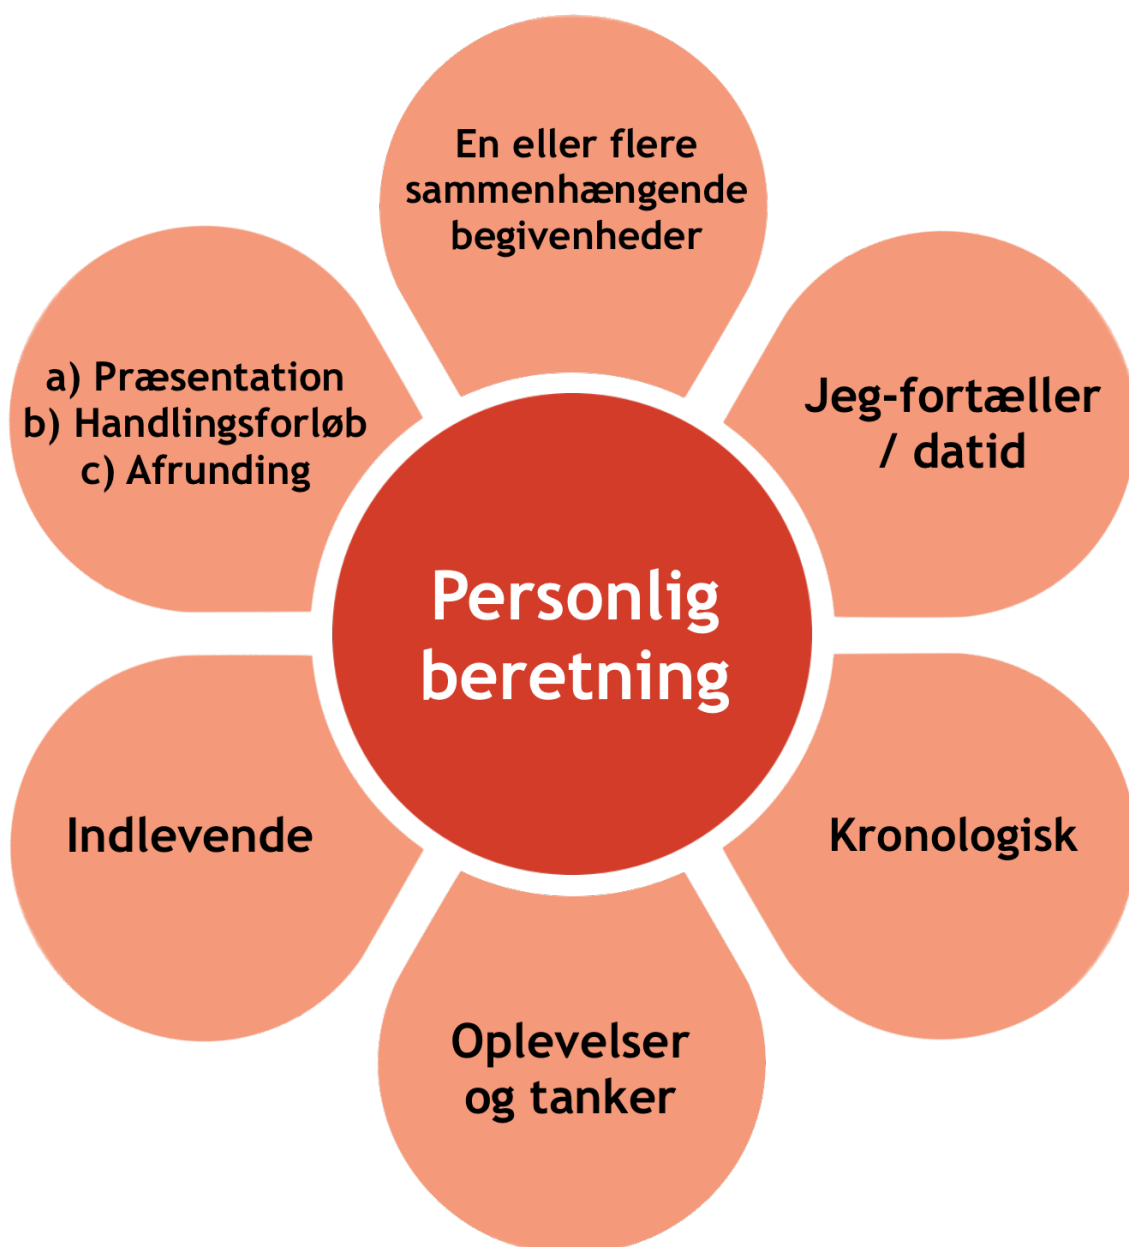 En eller flere
sammenhængende
begivenheder
Jeg-fortæller
/ datid
Kronologisk
Oplevelser
og tanker
Indlevende
a) Præsentation
b) Handlingsforløb
c) Afrunding
Personlig
beretning